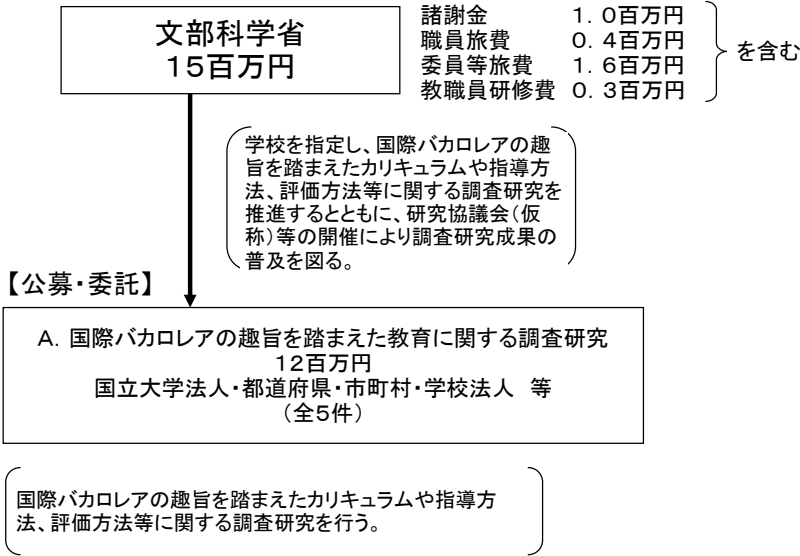 文部科学省
15百万円
諸謝金 1.0百万円
職員旅費 0.4百万円
委員等旅費 1.6百万円
教職員研修費 0.3百万円
を含む
学校を指定し、国際バカロレアの趣
旨を踏まえたカリキュラムや指導方
法、評価方法等に関する調査研究を
推進するとともに、研究協議会(仮
称)等の開催により調査研究成果の
普及を図る。
【公募・委託】
A. 国際バカロレアの趣旨を踏まえた教育に関する調査研究
12百万円
国立大学法人・都道府県・市町村・学校法人 等
(全5件)
国際バカロレアの趣旨を踏まえたカリキュラムや指導方
法、評価方法等に関する調査研究を行う。